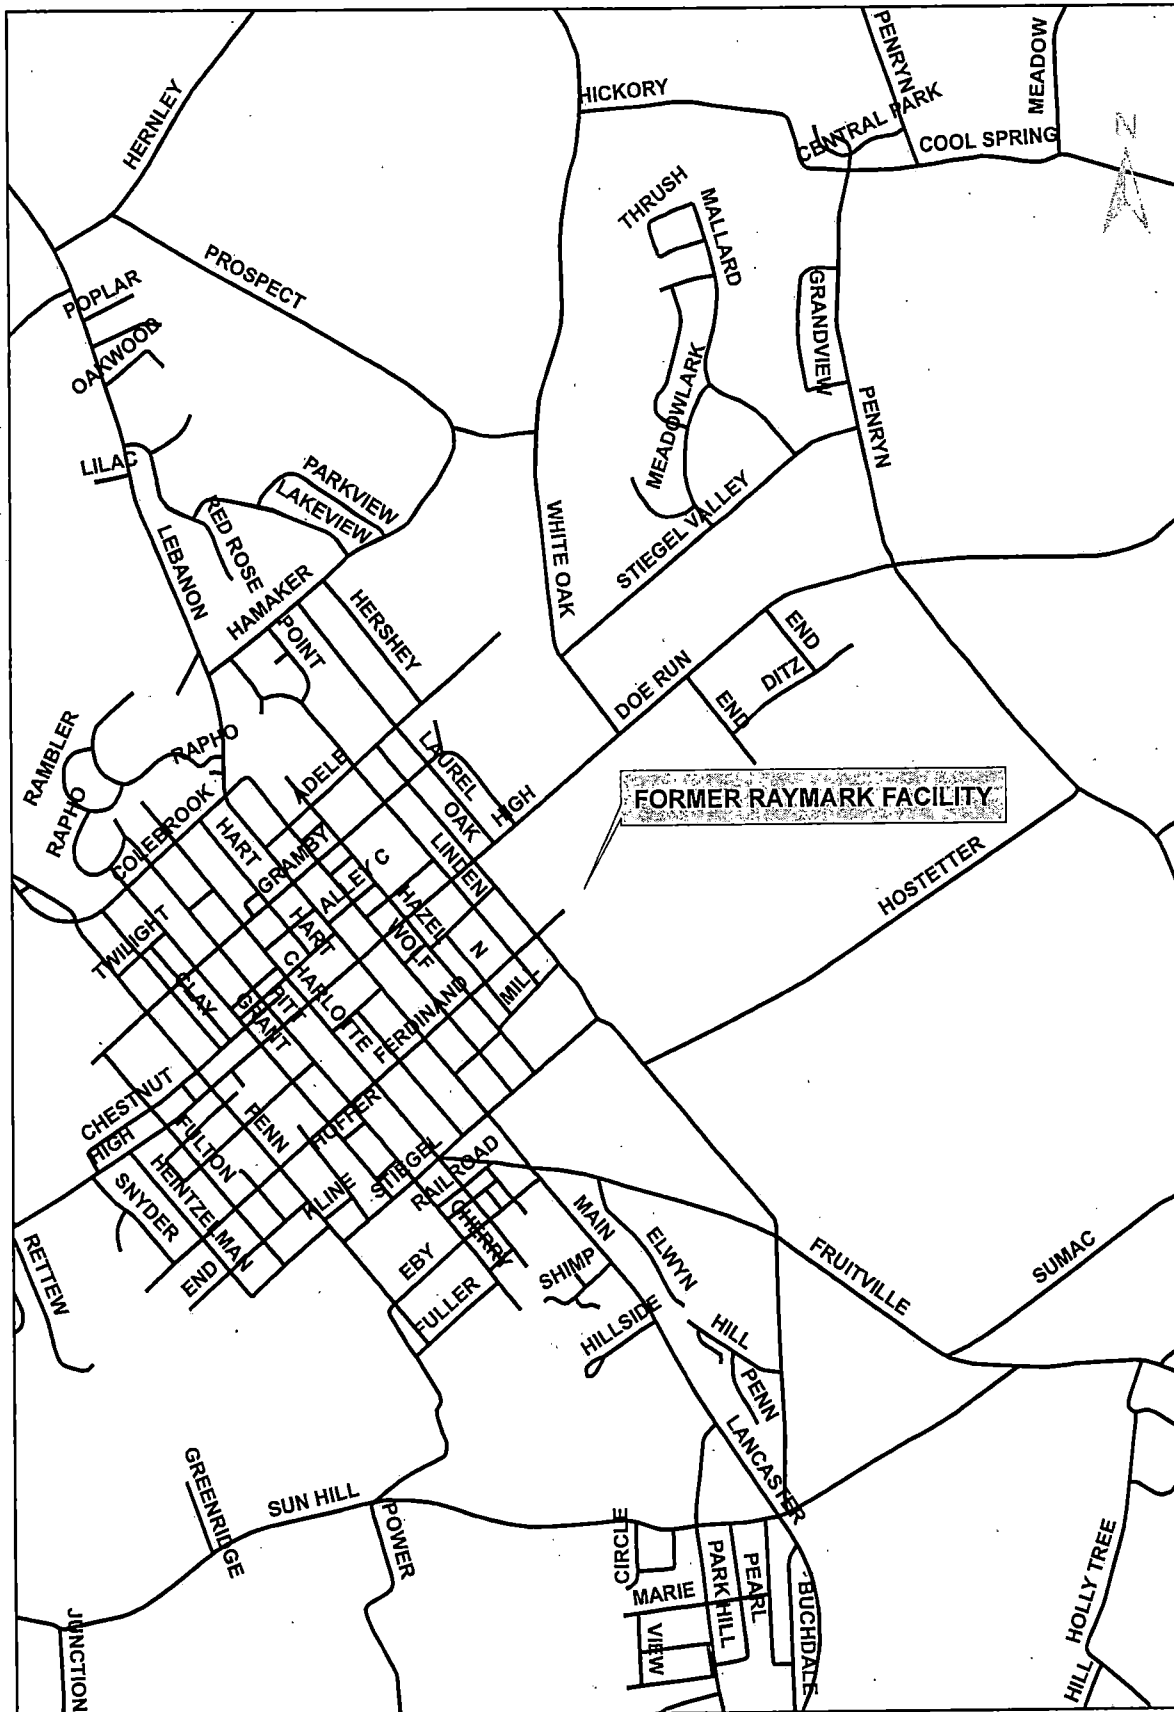 PENRYN
MEADOW
HICKORY
HERNLEY
CENTRAL PARK
COOL SPRING
N
THRUSH
MALLARD
PROSPECT
POPLAR
GRANDVIEW
OAKWOOD
MEADOWLARK
PENRYN
LILAC
PARKVIEW
LAKEVIEW
RED ROSE
WHITE OAK
STIEGEL VALLEY
LEBANON
HAMAKER
HERSHEY
POINT
END
DOE RUN
DITZ
END
RAMBLER
RAPHO
LAUREL
ADELE
RAPHO
COLEBROOK
HIGH
OAK
FORMER RAYMARK FACILITY
HART
GRAMBY
LINDEN
ALLEY C
HOSTETTER
HAZEL
HART
WOLF
TWILIGHT
N
CHARLOTTE
CLAY
PITT
GRANT
MILL
FERDINAND
CHESTNUT
HIGH
HUFFER
PENN
FULTON
HEINTZELMAN
STIEGEL
RAILROAD
KLINE
SNYDER
CHERRY
MAIN
ELWYN
EBY
SHIMP
END
RETTEW
FRUITVILLE
SUMAC
FULLER
HILLSIDE
HILL
PENN
LANCASTER
GREENRIDGE
SUN HILL
POWER
CIRCLE
PARK HILL
PEARL
MARIE
BUCHDALE
VIEW
HOLLY TREE
JUNCTION
HILL